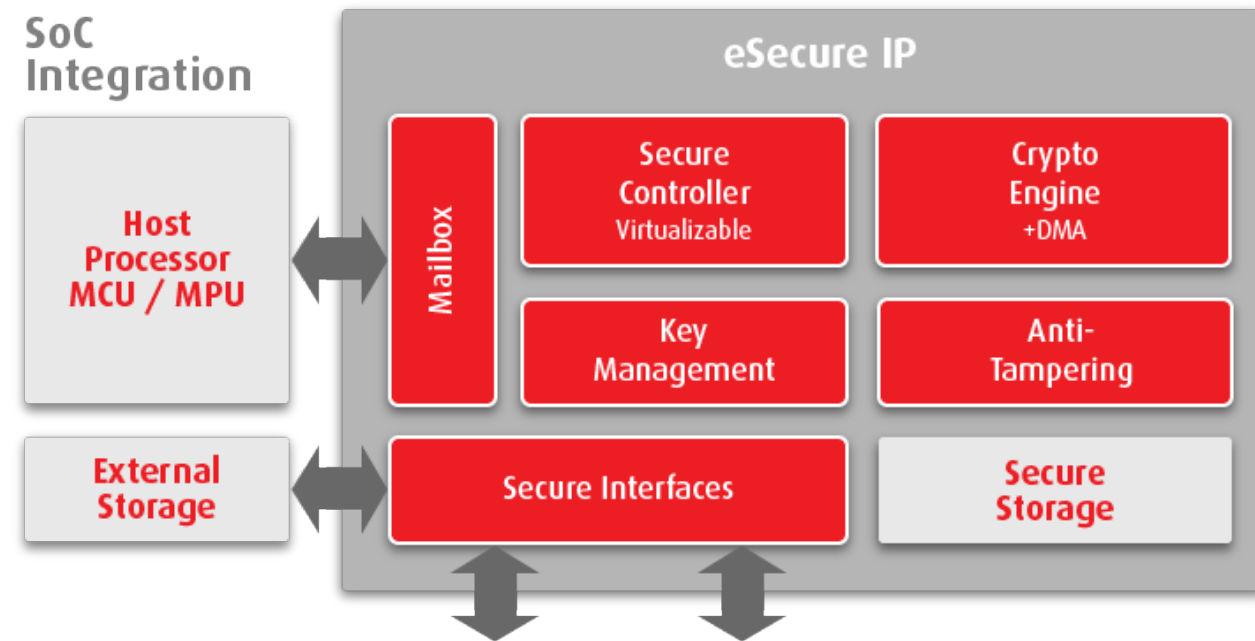 SoC
Integration
eSecure IP
Host
Processor
MCU / MPU
Mailbox
Secure
Controller
Virtualizable
Crypto
Engine
+DMA
Key
Management
Anti-
Tampering
External
Storage
Secure Interfaces
Secure
Storage